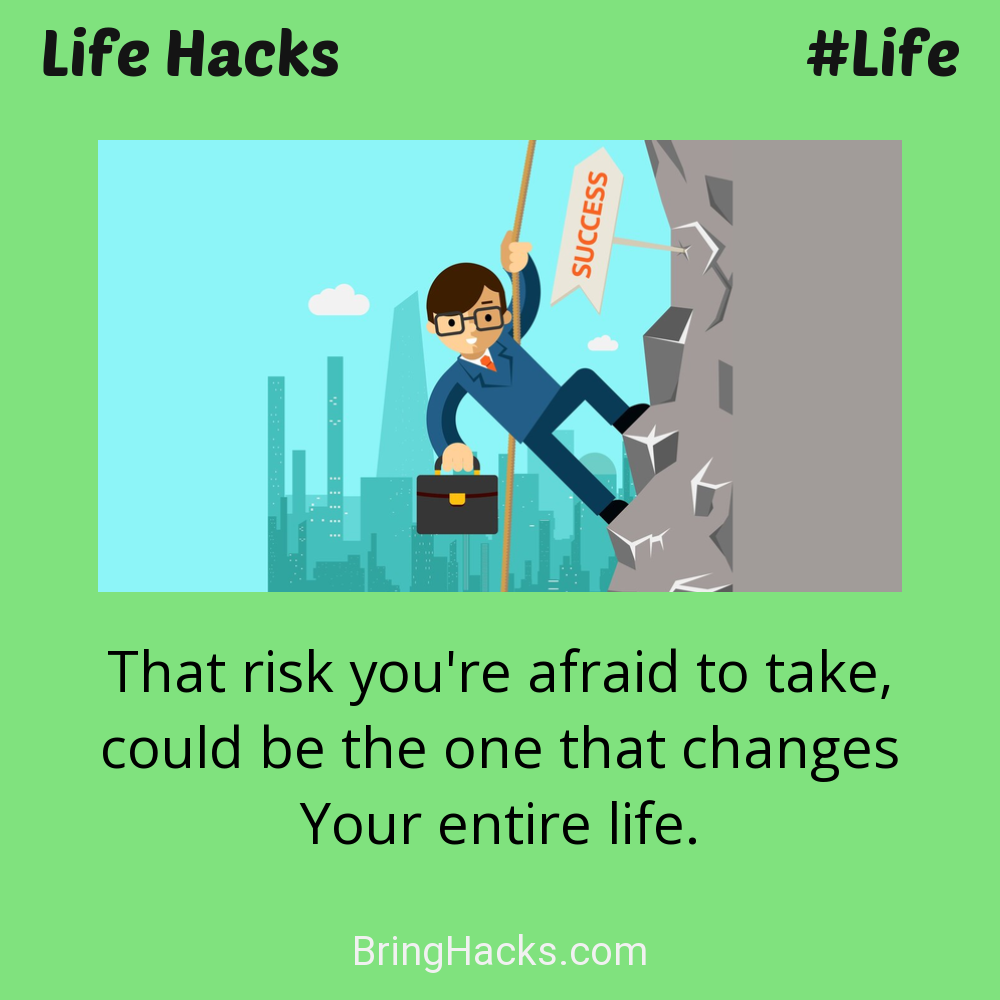 Life Hacks
#Life
SUCCESS
That risk you're afraid to take,
could be the one that changes
Your entire life.
BringHacks.com